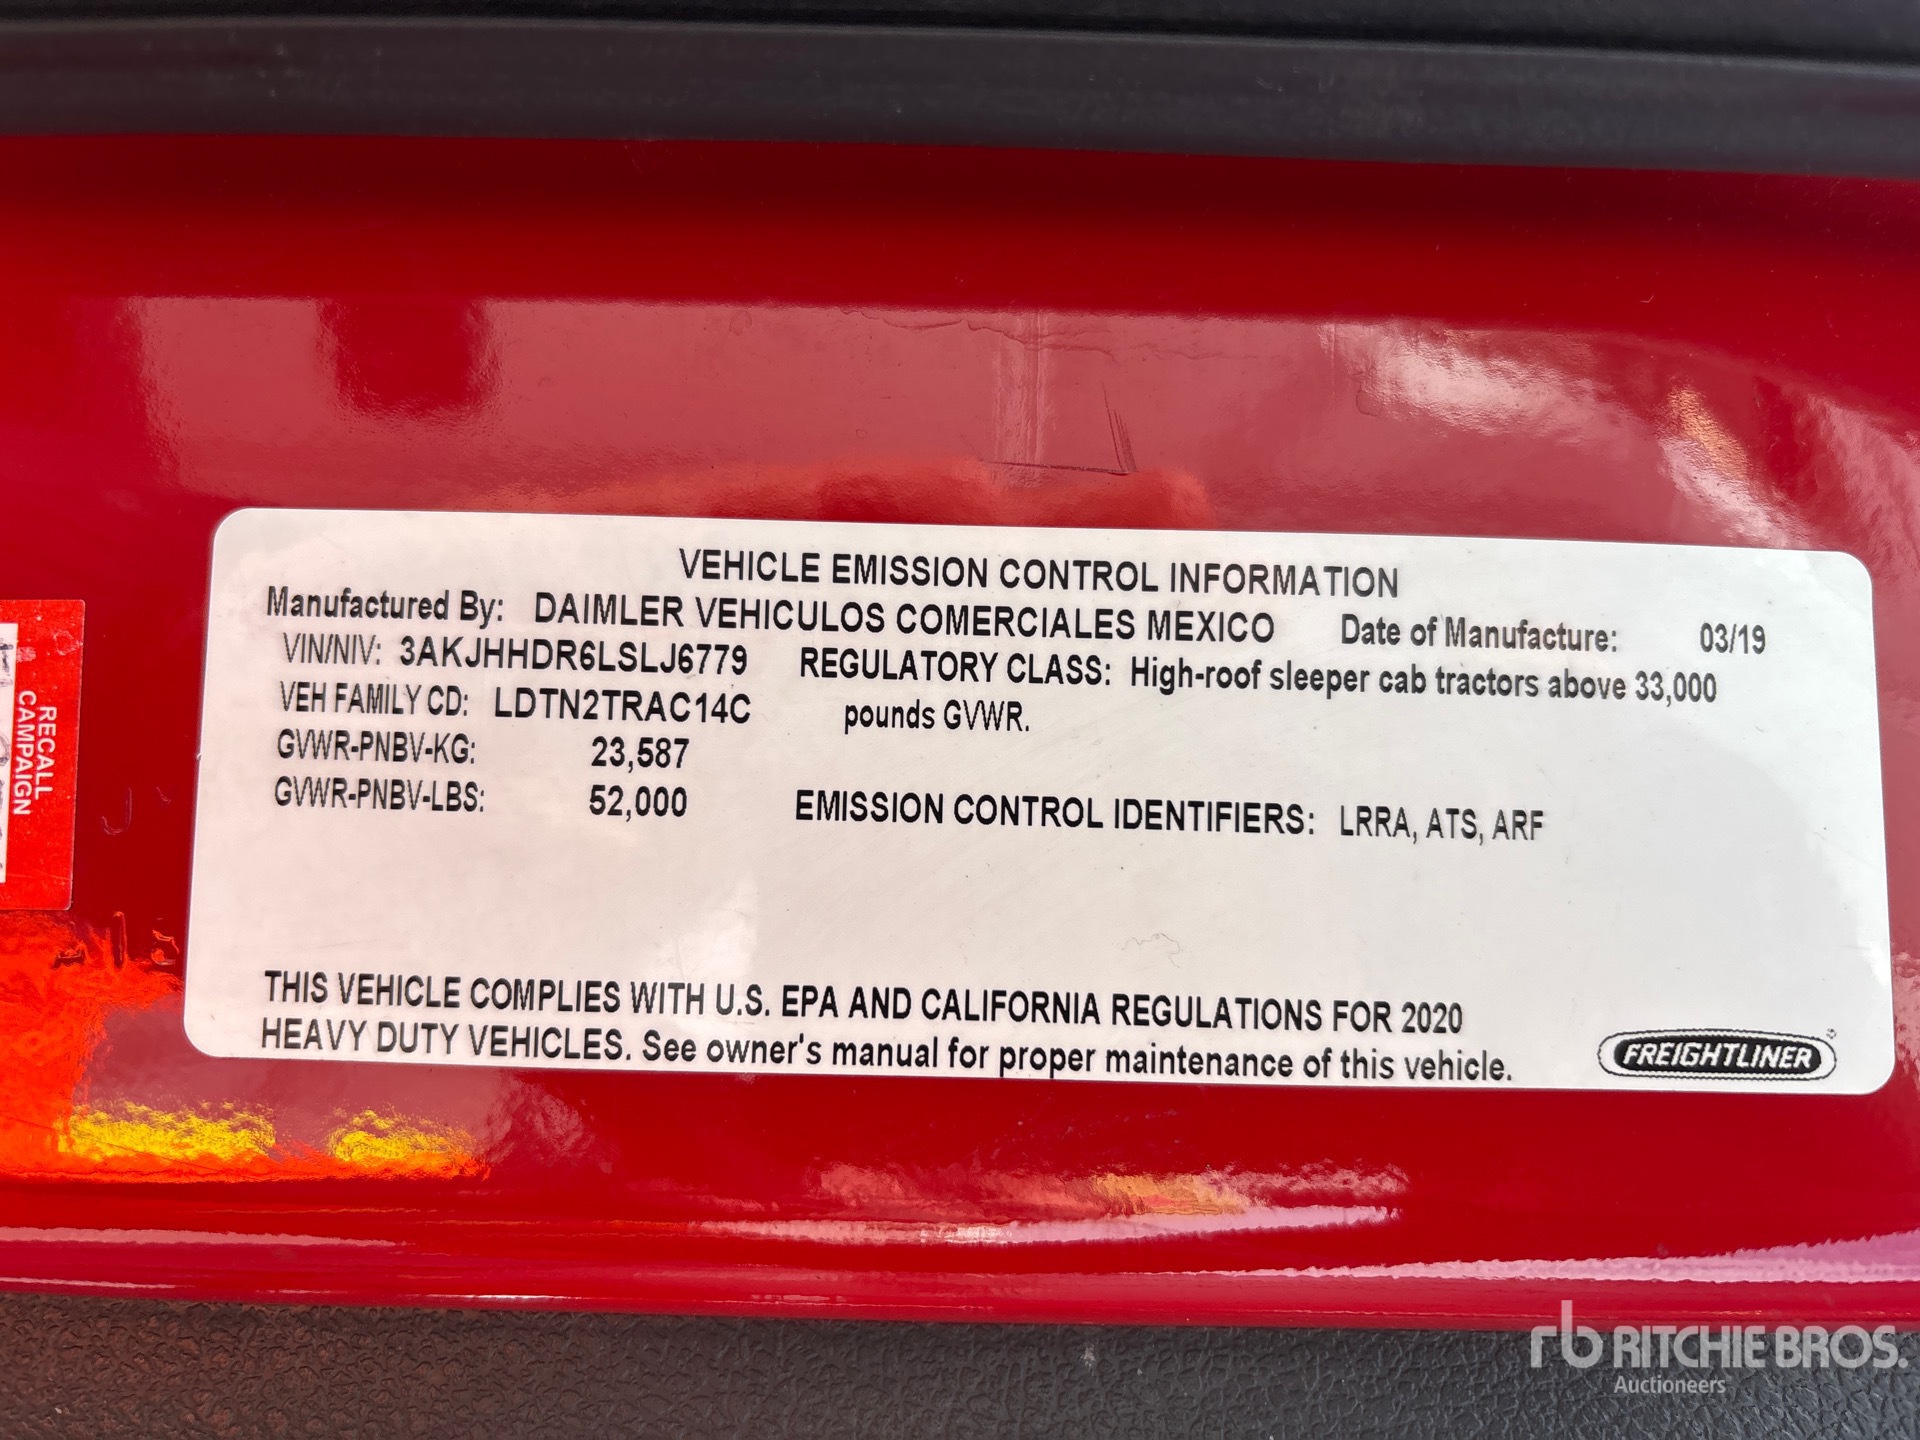 VEHICLE EMISSION CONTROL INFORMATION
Manufactured By: DAIMLER VEHICULOS COMERCIALES MEXICO Date of Manufacture: 03/19
VIN/NIV: 3AKJHHDR6LSLJ6779 REGULATORY CLASS: High-roof sleeper cab tractors above 33,000
VEH FAMILY CD: LDTN2TRAC14C pounds GVWR.
GVWR-PNBV-KG: 23,587
GVWR-PNBV-LBS: 52,000 EMISSION CONTROL IDENTIFIERS: LRRA, ATS, ARF
THIS VEHICLE COMPLIES WITH U.S. EPA AND CALIFORNIA REGULATIONS FOR 2020
HEAVY DUTY VEHICLES. See owner's manual for proper maintenance of this vehicle.
FREIGHTLINER
RECALL
CAMPAIGN
rb RITCHIE BROS.
Auctioneers